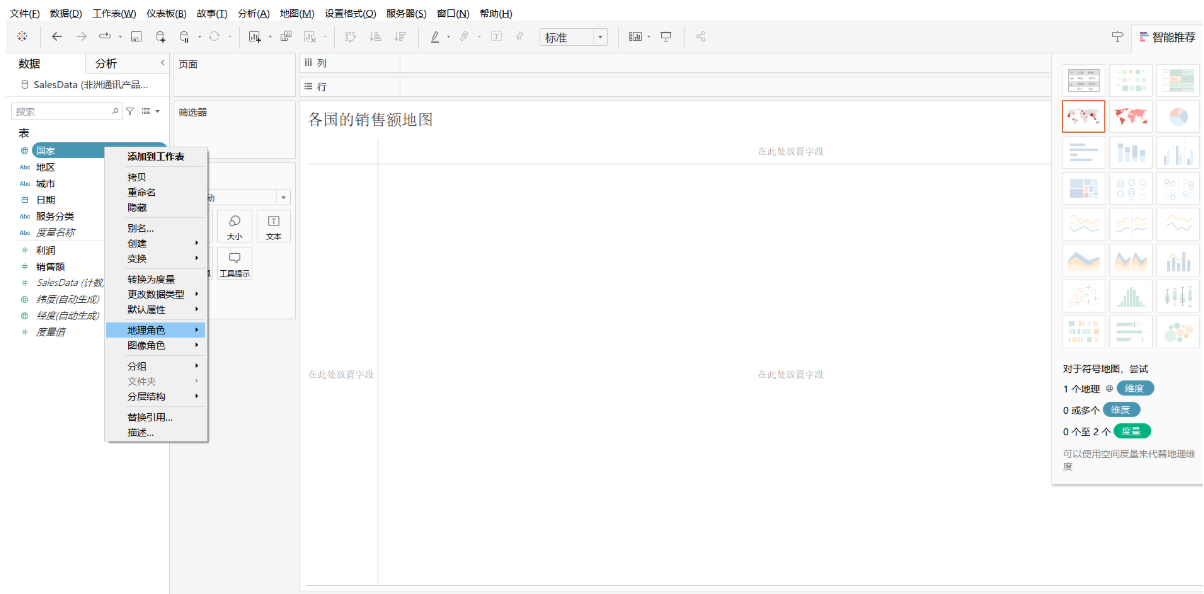 文件(F) 数据(D) 工作表(W) 仪表板(B) 故事(T) 分析(A) 地图(M) 设置格式(O) 服务器(S) 窗口(N) 帮助(H)
标准
智能推荐
数据 分析
SalesData (非洲通讯产品...
搜索
表
国家
Abc 地区
Abc 城市
日期
Abc 服务分类
Abc 度量名称
利润
销售额
SalesData (计数)
纬度(自动生成)
经度(自动生成)
度量值
添加到工作表
拷贝
重命名
隐藏
别名...
创建
变换
转换为度量
更改数据类型
默认属性
地理角色
图像角色
分组
文件夹
分层结构
替换引用...
描述...
页面
筛选器
动
大小
文本
工具提示
列
行
各国的销售额地图
在此处放置字段
在此处放置字段
在此处放置字段
对于符号地图，尝试
1 个地理 维度
0 或多个 维度
0 个至 2 个 度量
可以使用空间度量来代替地理维
度